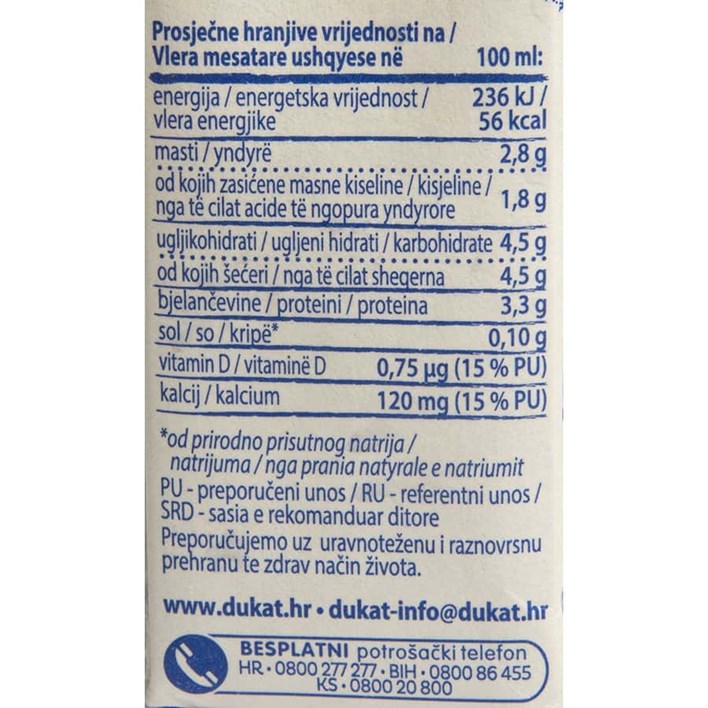 Prosječne hranjive vrijednosti na /
Vlera mesatare ushqyese në 100 ml:
energija / energetska vrijednost / 236 kJ /
vlera energjike 56 kcal
masti / yndyrë 2,8 g
od kojih zasićene masne kiseline / kisjeline /
nga të cilat acide të ngopura yndyrore 1,8 g
ugljikohidrati / ugljeni hidrati / karbohidrate 4,5 g
od kojih šećeri / nga të cilat sheqerna 4,5 g
bjelančevine / proteini / proteina 3,3 g
sol / so / kripë* 0,10 g
vitamin D / vitaminë D 0,75 µg (15 % PU)
kalcij / kalcium 120 mg (15 % PU)
*od prirodno prisutnog natrija /
natrijuma / nga prania natyrale e natriumit
PU - preporučeni unos / RU - referentni unos /
SRD - sasia e rekomanduar ditore
Preporučujemo uz uravnoteženu i raznovrsnu
prehranu te zdrav način života.
www.dukat.hr • dukat-info@dukat.hr
BESPLATNI potrošački telefon
HR • 0800 277 277 • BIH • 0800 86 455
KS • 0800 20 800